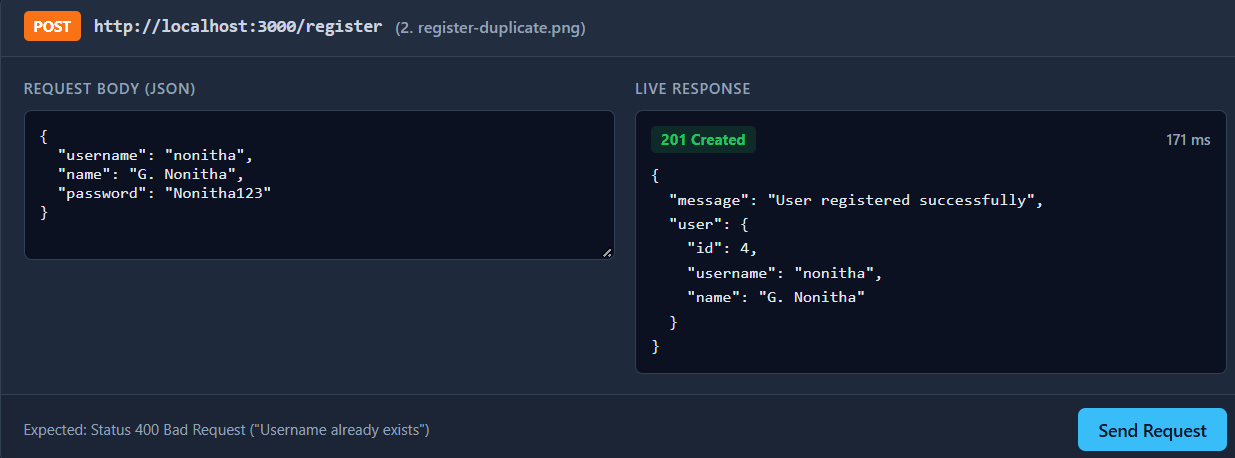 POST http://localhost:3000/register (2. register-duplicate.png)
REQUEST BODY (JSON)
{
  "username": "nonitha",
  "name": "G. Nonitha",
  "password": "Nonitha123"
}
LIVE RESPONSE
201 Created 171 ms
{
  "message": "User registered successfully",
  "user": {
    "id": 4,
    "username": "nonitha",
    "name": "G. Nonitha"
  }
}
Expected: Status 400 Bad Request ("Username already exists")
Send Request